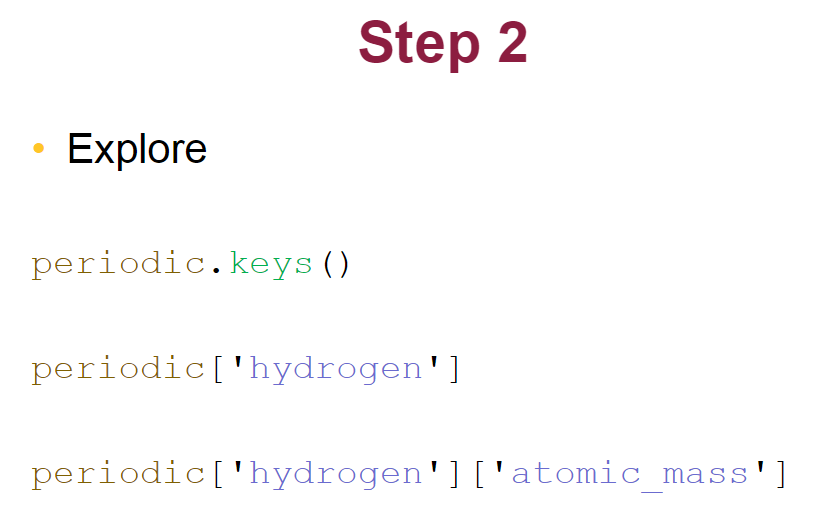 Step 2
• Explore
periodic.keys()
periodic['hydrogen']
periodic['hydrogen']['atomic_mass']